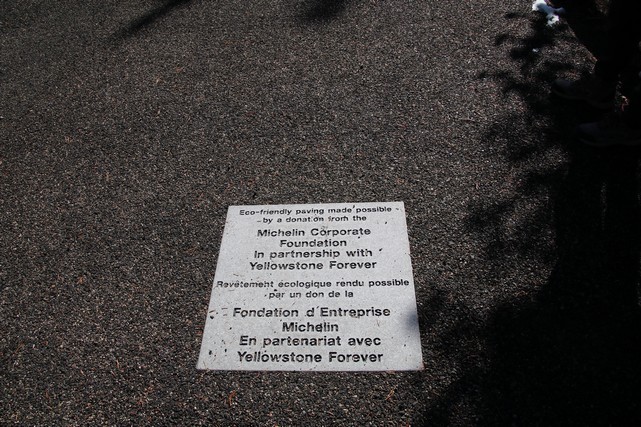 Eco-friendly paving made possible
by a donation from the
Michelin Corporate
Foundation
In partnership with
Yellowstone Forever
Revêtement écologique rendu possible
par un don de la
Fondation d'Entreprise
Michelin
En partenariat avec
Yellowstone Forever